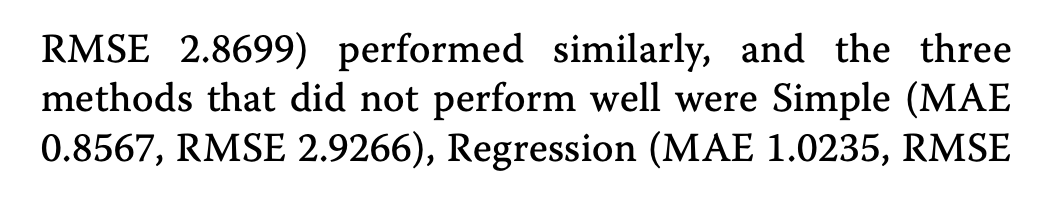 RMSE 2.8699) performed similarly, and the three
methods that did not perform well were Simple (MAE
0.8567, RMSE 2.9266), Regression (MAE 1.0235, RMSE